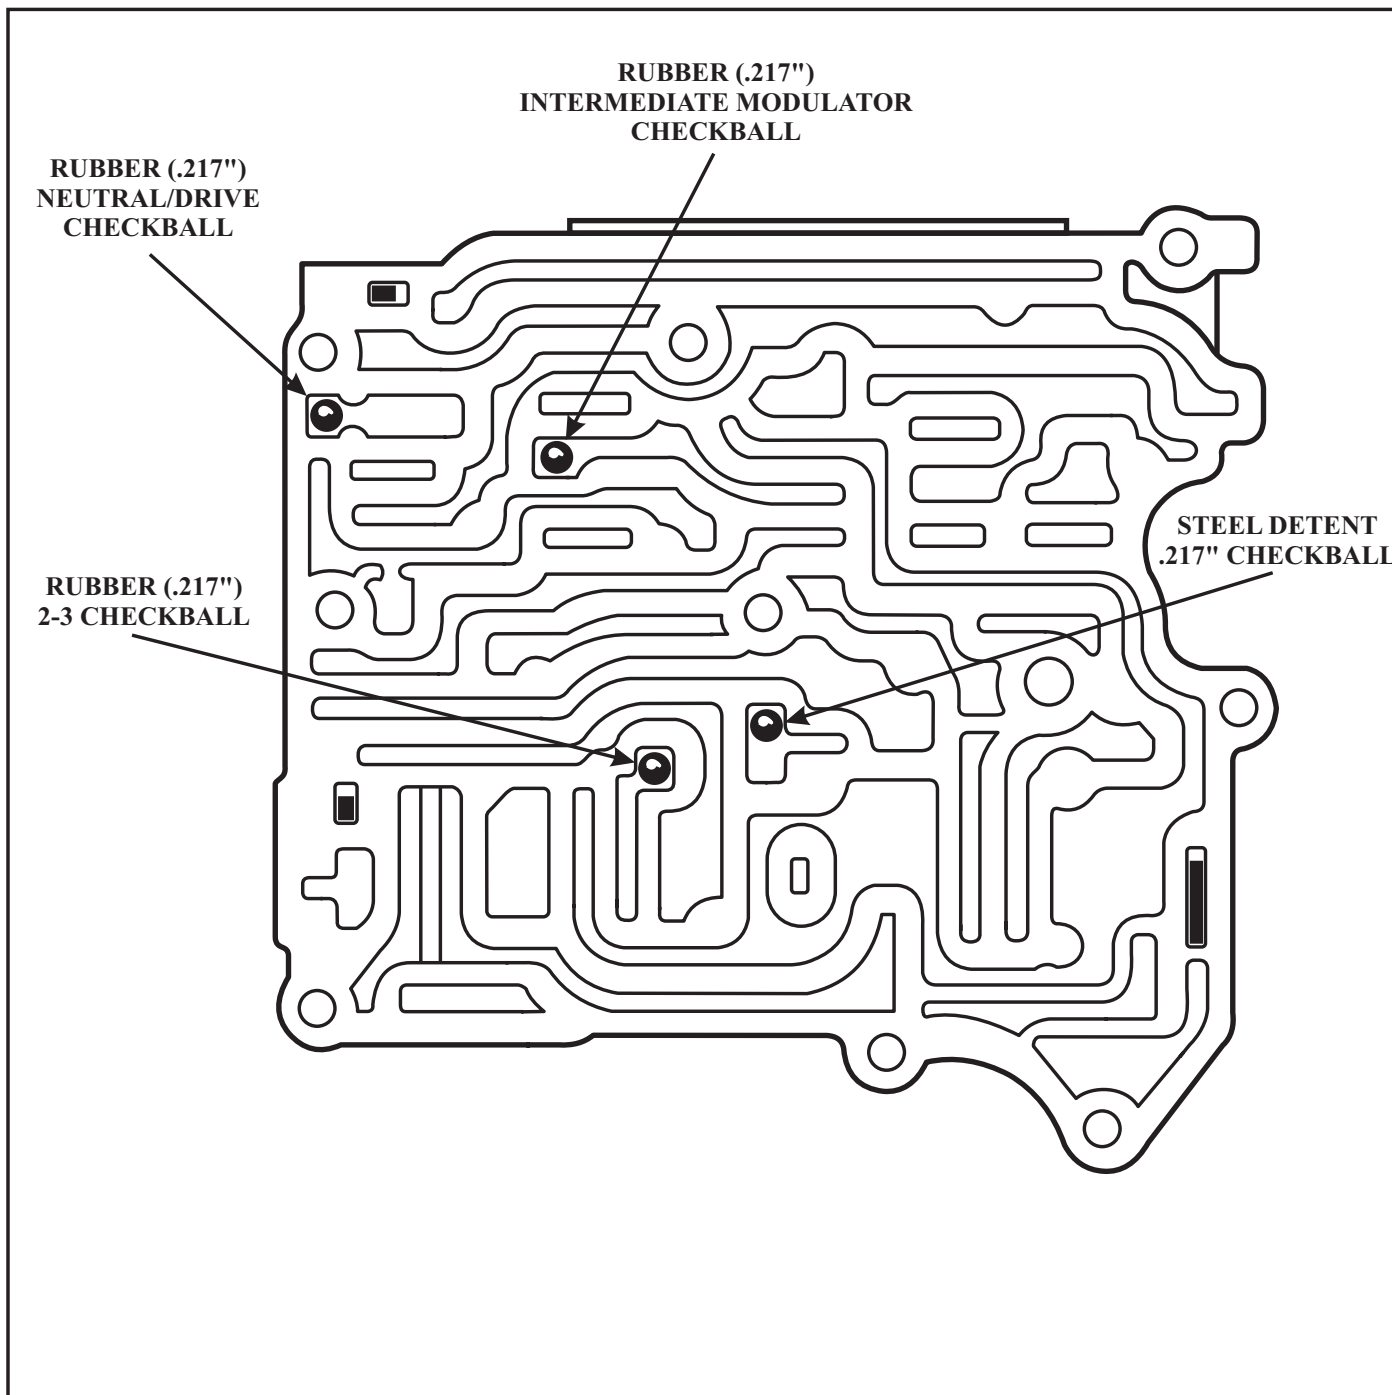 RUBBER (.217")
INTERMEDIATE MODULATOR
CHECKBALL
RUBBER (.217")
NEUTRAL/DRIVE
CHECKBALL
STEEL DETENT
.217" CHECKBALL
RUBBER (.217")
2-3 CHECKBALL